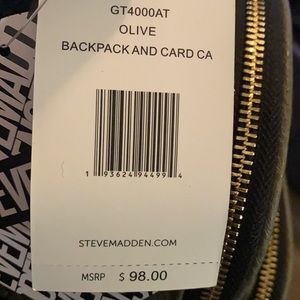 GT4000AT
OLIVE
BACKPACK AND CARD CA
1 93624 94499 4
STEVEMADDEN.COM
MSRP $ 98.00